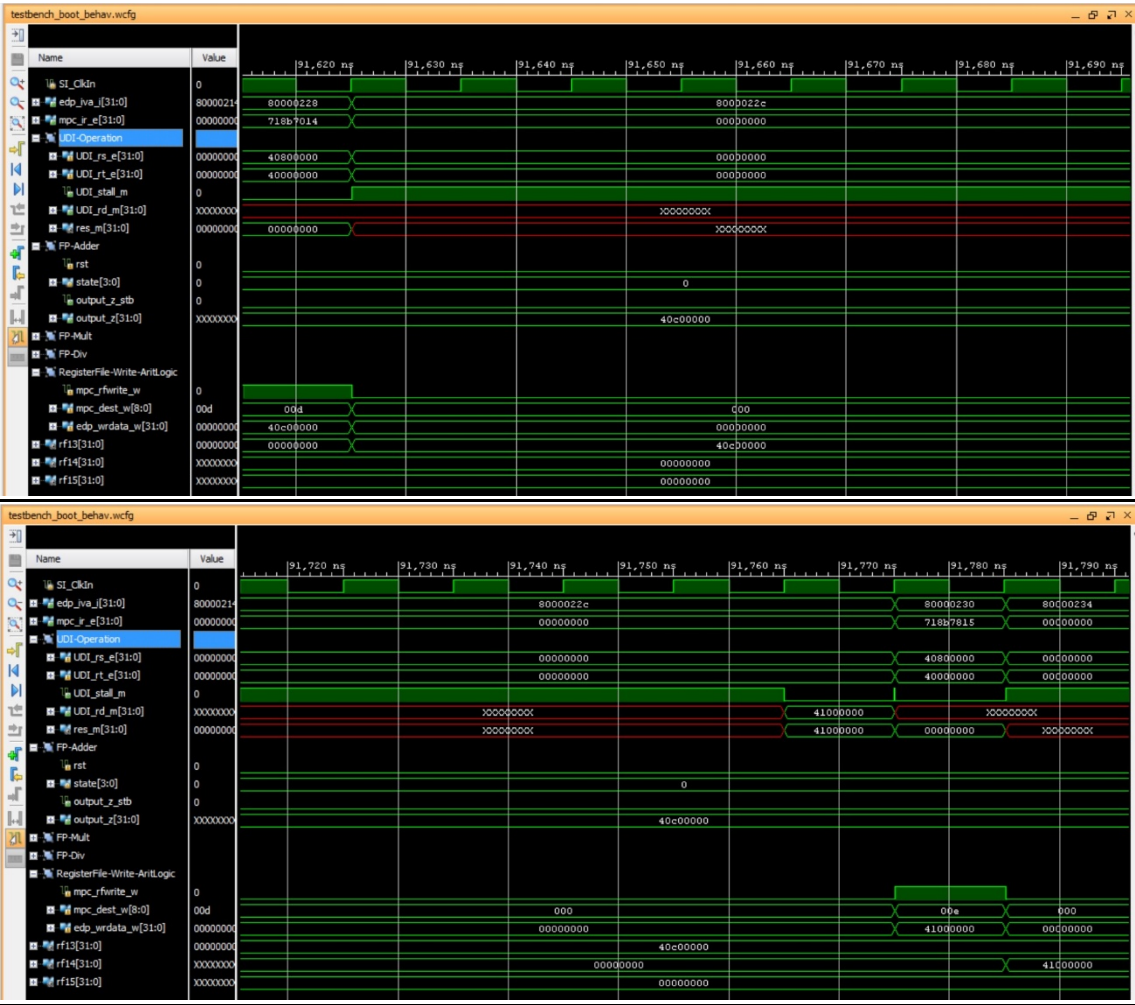 testbench_boot_behav.wcfg
Name Value 91,620 ns 91,630 ns 91,640 ns 91,650 ns 91,660 ns 91,670 ns 91,680 ns 91,690 ns
SI_ClkIn 0
edp_iva_i[31:0] 80000214 80000228 8000022c
mpc_ir_e[31:0] 00000000 718b7014 00000000
UDI-Operation
UDI_rs_e[31:0] 00000000 40800000 00000000
UDI_rt_e[31:0] 00000000 40000000 00000000
UDI_stall_m 0
UDI_rd_m[31:0] XXXXXXXX XXXXXXXX
res_m[31:0] 00000000 00000000 XXXXXXXX
FP-Adder
rst 0
state[3:0] 0 0
output_z_stb 0
output_z[31:0] XXXXXXXX 40c00000
FP-Mult
FP-Div
RegisterFile-Write-AritLogic
mpc_rfwrite_w 0
mpc_dest_w[8:0] 00d 00d 000
edp_wrdata_w[31:0] 00000000 40c00000 00000000
rf13[31:0] 00000000 00000000 40c00000
rf14[31:0] XXXXXXXX 00000000
rf15[31:0] XXXXXXXX 00000000
testbench_boot_behav.wcfg
Name Value 91,720 ns 91,730 ns 91,740 ns 91,750 ns 91,760 ns 91,770 ns 91,780 ns 91,790 ns
SI_ClkIn 0
edp_iva_i[31:0] 80000214 8000022c 80000230 80000234
mpc_ir_e[31:0] 00000000 00000000 718b7815 00000000
UDI-Operation
UDI_rs_e[31:0] 00000000 00000000 40800000 00000000
UDI_rt_e[31:0] 00000000 00000000 40000000 00000000
UDI_stall_m 0
UDI_rd_m[31:0] XXXXXXXX XXXXXXXX 41000000 XXXXXXXX
res_m[31:0] 00000000 XXXXXXXX 41000000 00000000 XXXXXXXX
FP-Adder
rst 0
state[3:0] 0 0
output_z_stb 0
output_z[31:0] XXXXXXXX 40c00000
FP-Mult
FP-Div
RegisterFile-Write-AritLogic
mpc_rfwrite_w 0
mpc_dest_w[8:0] 00d 000 00e 000
edp_wrdata_w[31:0] 00000000 00000000 41000000 00000000
rf13[31:0] 00000000 40c00000
rf14[31:0] XXXXXXXX 00000000 41000000
rf15[31:0] XXXXXXXX 00000000